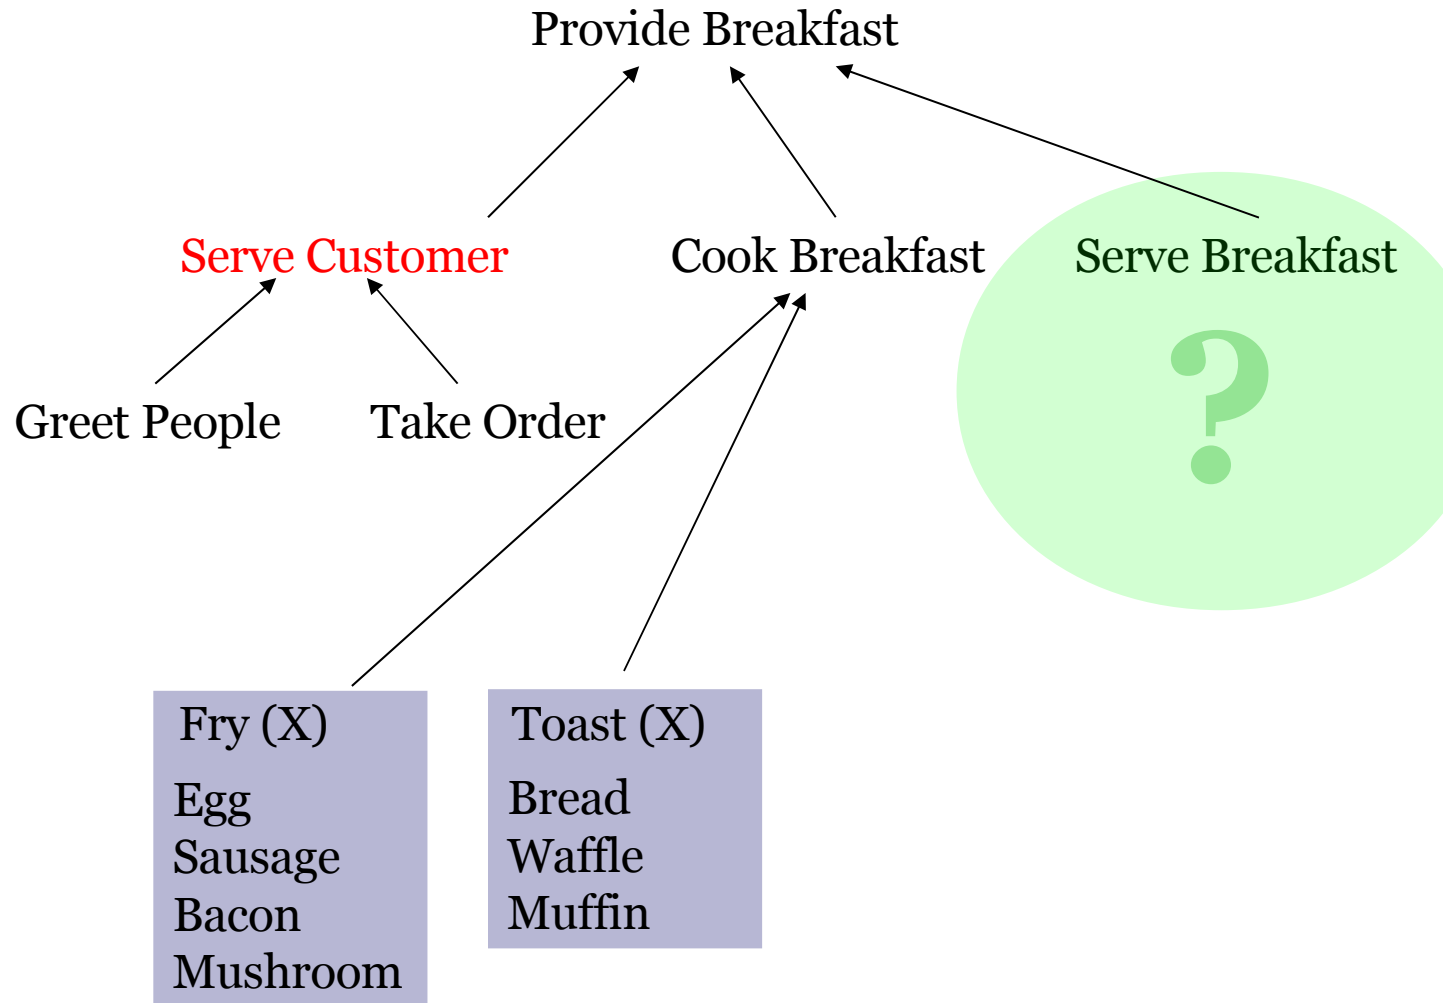 Provide Breakfast
Serve Customer
Cook Breakfast
Serve Breakfast
?
Greet People
Take Order
Fry (X)
Egg
Sausage
Bacon
Mushroom
Toast (X)
Bread
Waffle
Muffin